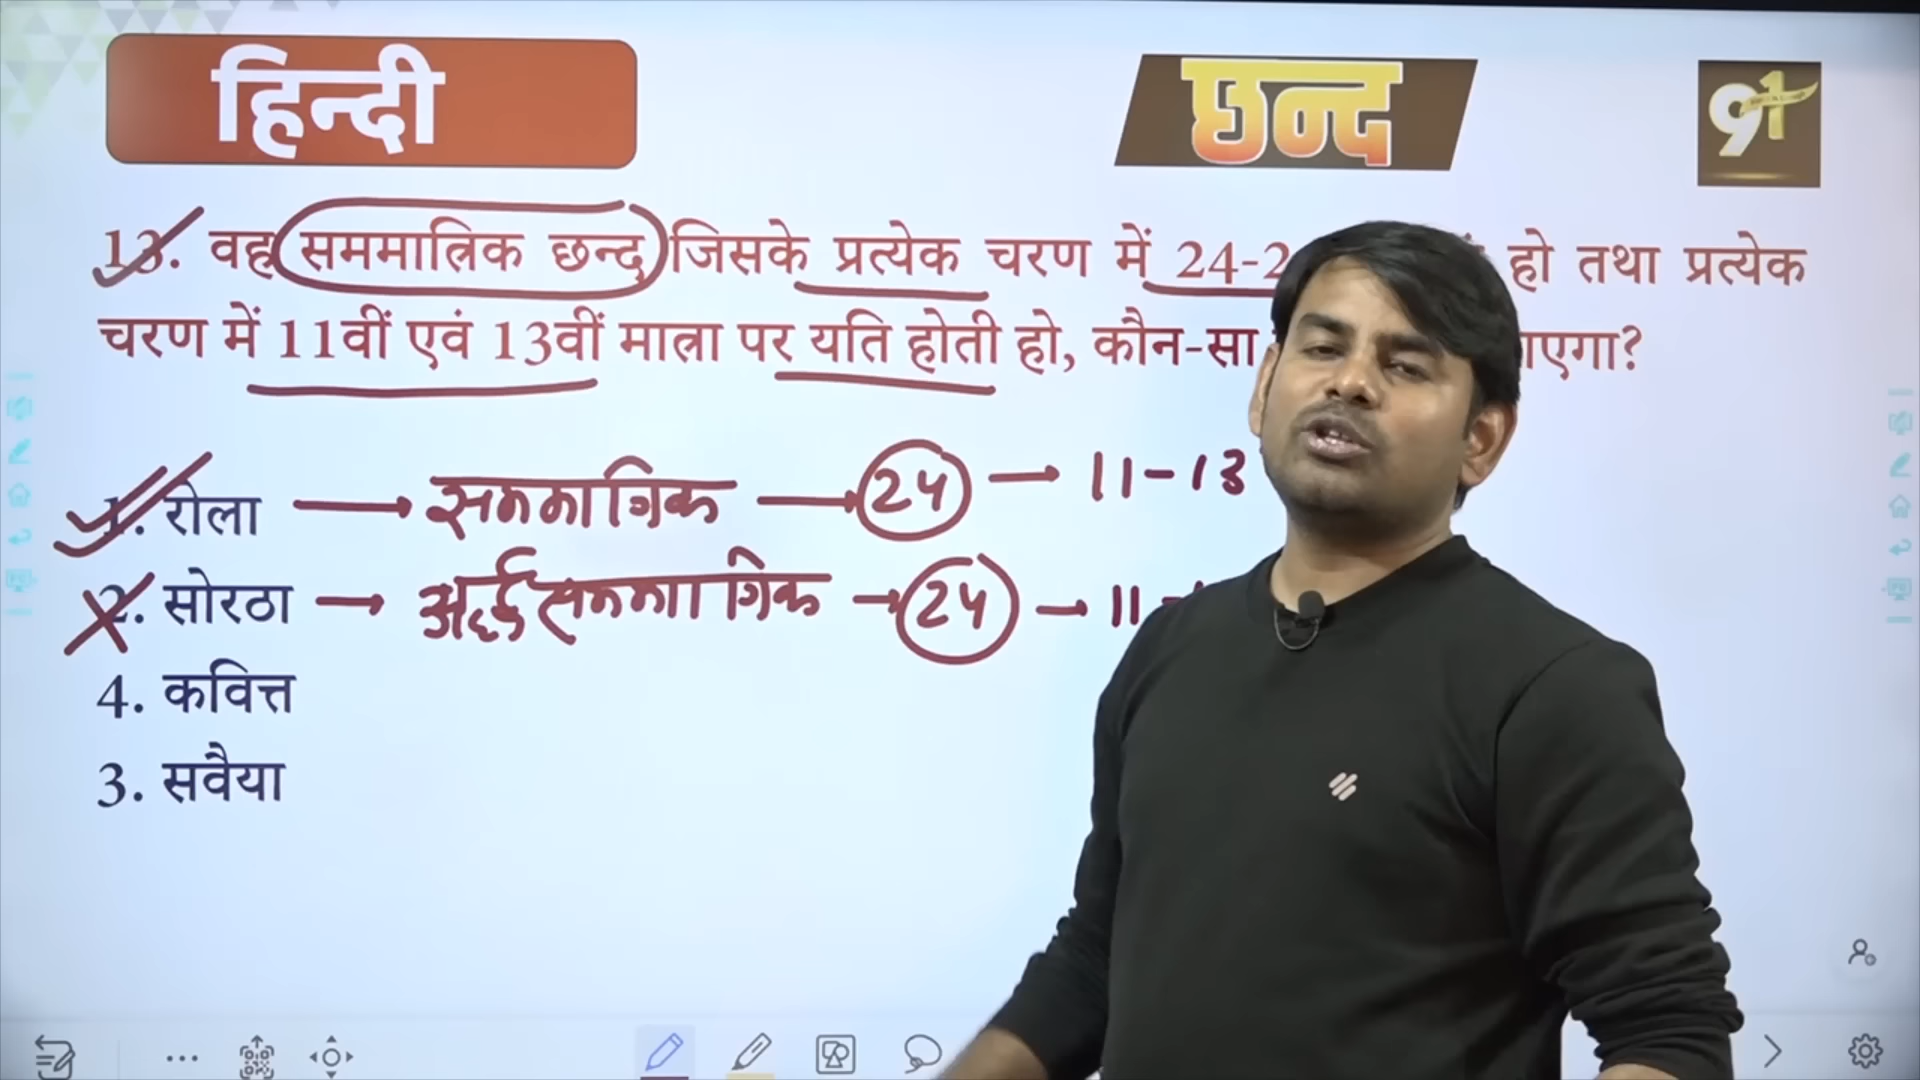 हिन्दी
छन्द
91
13. वह सममात्रिक छन्द जिसके प्रत्येक चरण में 24-2 हो तथा प्रत्येक
चरण में 11वीं एवं 13वीं मात्रा पर यति होती हो, कौन-सा एगा?
1. रोला → सममात्रिक → 24 → 11-13
2. सोरठा → अर्द्धसममात्रिक → 24 → 11-
4. कवित्त
3. सवैया